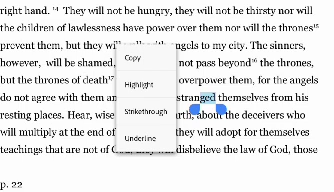 right hand. ¹⁴ They will not be hungry, they will not be thirsty nor will
the children of lawlessness have power over them nor will the thrones¹⁵
prevent them, but they will with angels to my city. The sinners,
Copy
however, will be shamed, not pass beyond¹⁶ the thrones,
but the thrones of death¹⁷ overpower them, for the angels
Highlight
do not agree with them stranged themselves from his
resting places. Hear, wise about the deceivers who
Strikethrough
will multiply at the end of they will adopt for themselves
Underline
teachings that are not of disbelieve the law of God, those
p. 22